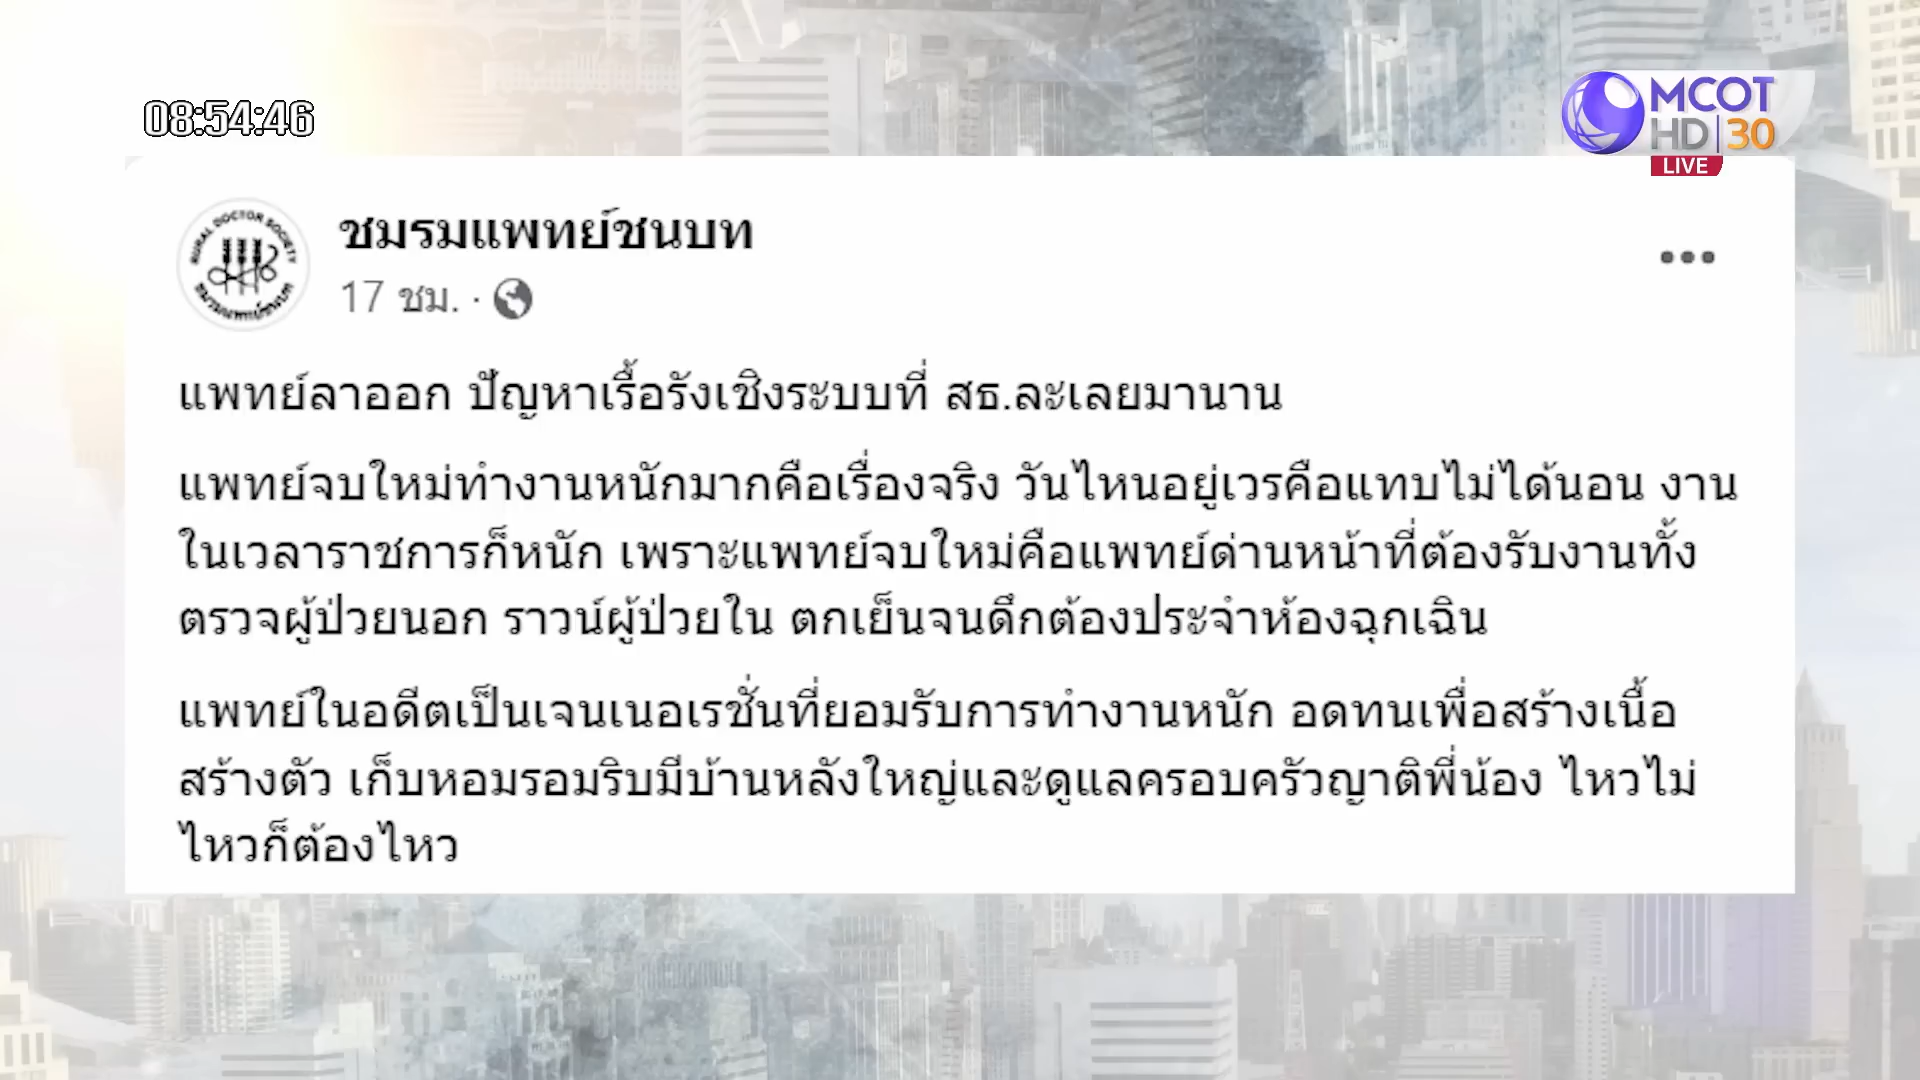 08:54:46
MCOT
HD 30
LIVE
RURAL DOCTOR SOCIETY
ชมรมแพทย์ชนบท
ชมรมแพทย์ชนบท
17 ชม.
แพทย์ลาออก ปัญหาเรื้อรังเชิงระบบที่ สธ.ละเลยมานาน
แพทย์จบใหม่ทำงานหนักมากคือเรื่องจริง วันไหนอยู่เวรคือแทบไม่ได้นอน งาน
ในเวลาราชการก็หนัก เพราะแพทย์จบใหม่คือแพทย์ด่านหน้าที่ต้องรับงานทั้ง
ตรวจผู้ป่วยนอก ราวน์ผู้ป่วยใน ตกเย็นจนดึกต้องประจำห้องฉุกเฉิน
แพทย์ในอดีตเป็นเจนเนอเรชั่นที่ยอมรับการทำงานหนัก อดทนเพื่อสร้างเนื้อ
สร้างตัว เก็บหอมรอมริบมีบ้านหลังใหญ่และดูแลครอบครัวญาติพี่น้อง ไหวไม่
ไหวก็ต้องไหว